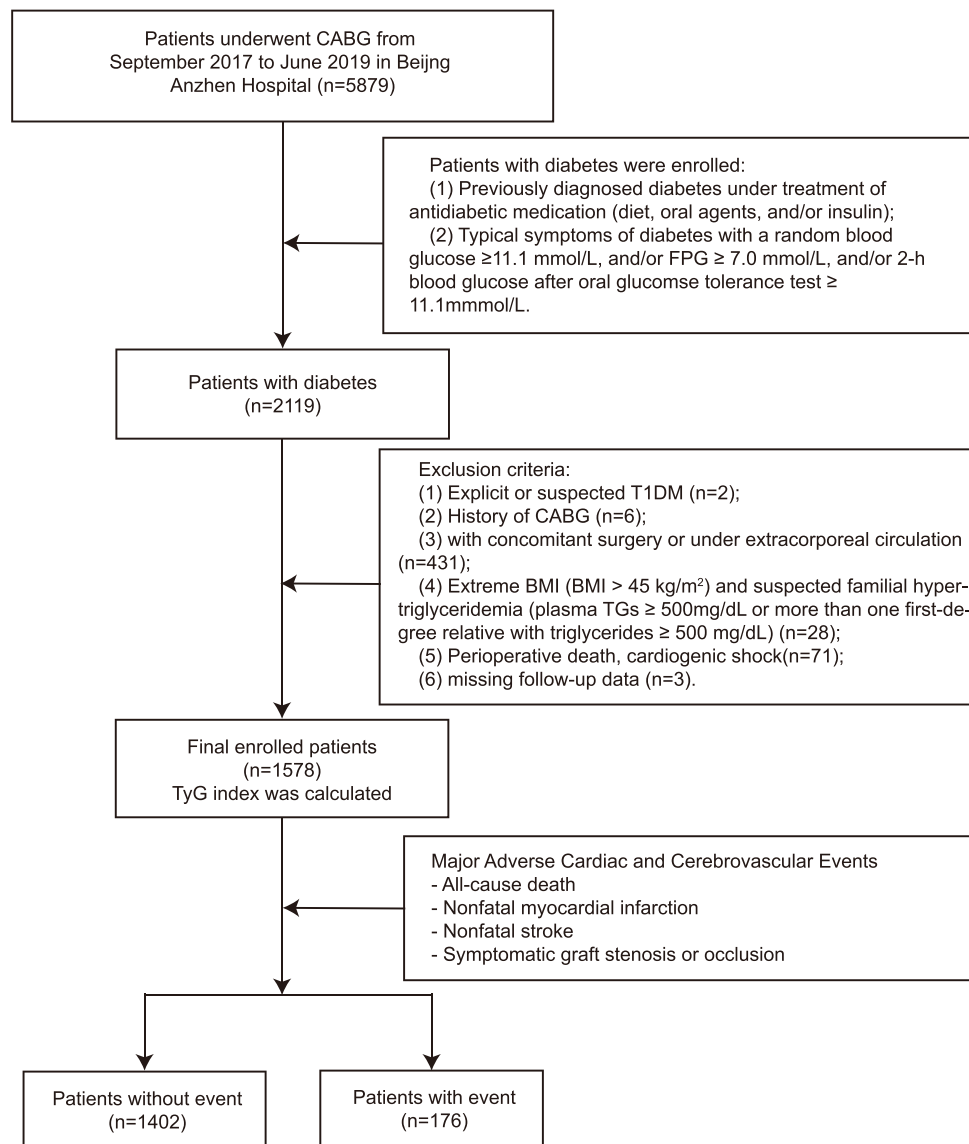 Patients underwent CABG from
September 2017 to June 2019 in Beijng
Anzhen Hospital (n=5879)
Patients with diabetes were enrolled:
(1) Previously diagnosed diabetes under treatment of
antidiabetic medication (diet, oral agents, and/or insulin);
(2) Typical symptoms of diabetes with a random blood
glucose ≥11.1 mmol/L, and/or FPG ≥ 7.0 mmol/L, and/or 2-h
blood glucose after oral glucomse tolerance test ≥
11.1mmmol/L.
Patients with diabetes
(n=2119)
Exclusion criteria:
(1) Explicit or suspected T1DM (n=2);
(2) History of CABG (n=6);
(3) with concomitant surgery or under extracorporeal circulation
(n=431);
(4) Extreme BMI (BMI > 45 kg/m²) and suspected familial hyper-
triglyceridemia (plasma TGs ≥ 500mg/dL or more than one first-de-
gree relative with triglycerides ≥ 500 mg/dL) (n=28);
(5) Perioperative death, cardiogenic shock(n=71);
(6) missing follow-up data (n=3).
Final enrolled patients
(n=1578)
TyG index was calculated
Major Adverse Cardiac and Cerebrovascular Events
- All-cause death
- Nonfatal myocardial infarction
- Nonfatal stroke
- Symptomatic graft stenosis or occlusion
Patients without event
(n=1402)
Patients with event
(n=176)